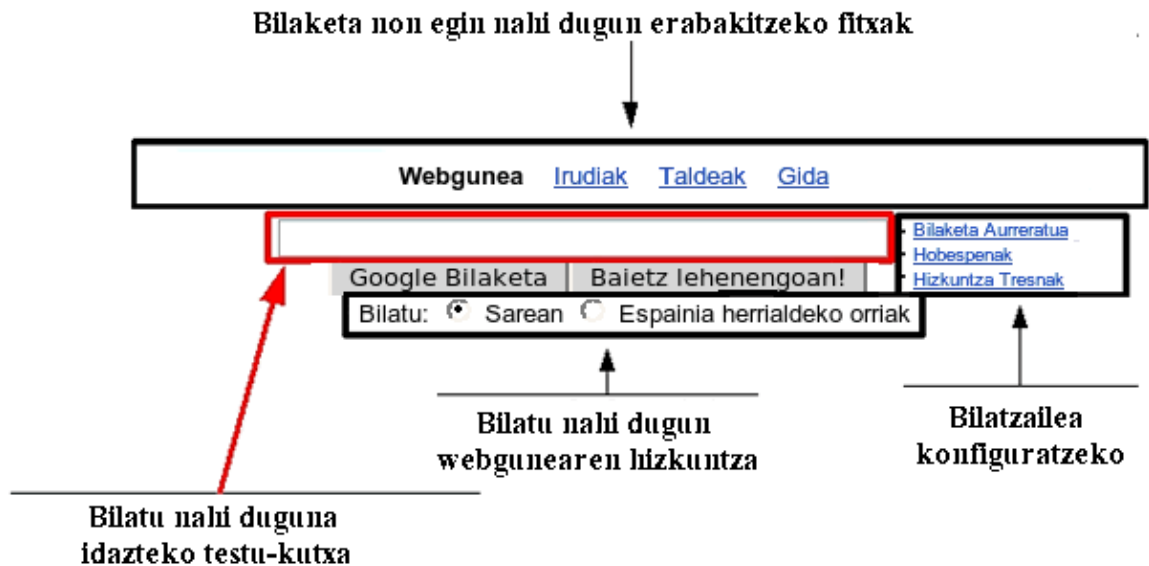 Bilaketa non egin nahi dugun erabakitzeko fitxak
Webgunea Irudiak Taldeak Gida
Bilaketa Aurreratua
Hobespenak
Hizkuntza Tresnak
Google Bilaketa Baietz lehenengoan!
Bilatu: Sarean Espainia herrialdeko orriak
Bilatu nahi dugun
webgunearen hizkuntza
Bilatzailea
konfiguratzeko
Bilatu nahi duguna
idazteko testu-kutxa